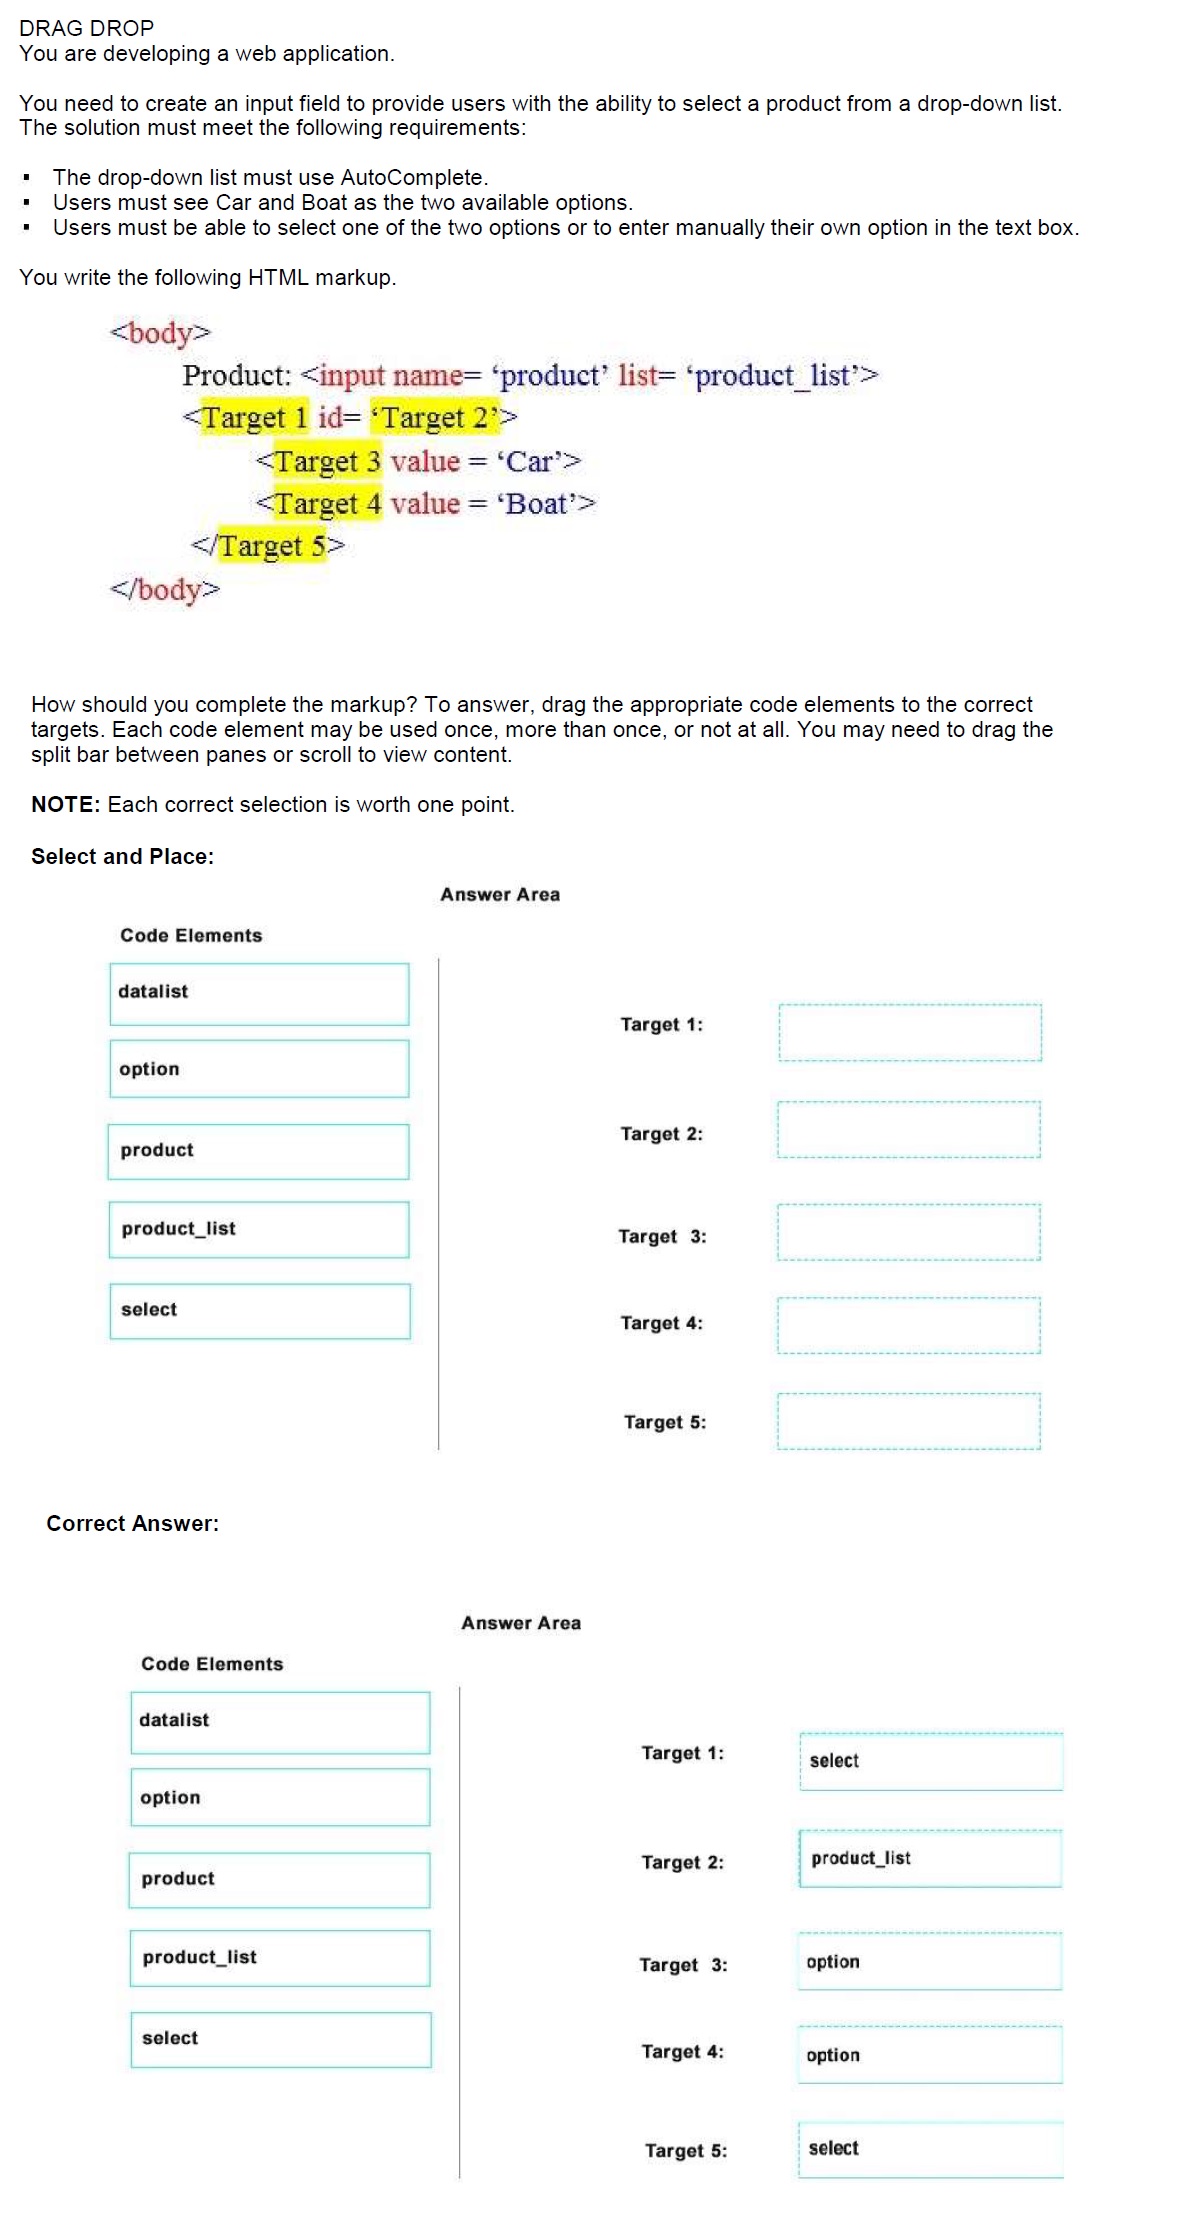 DRAG DROP
You are developing a web application.
You need to create an input field to provide users with the ability to select a product from a drop-down list.
The solution must meet the following requirements:
▪ The drop-down list must use AutoComplete.
▪ Users must see Car and Boat as the two available options.
▪ Users must be able to select one of the two options or to enter manually their own option in the text box.
You write the following HTML markup.
<body>
Product: <input name= ‘product’ list= ‘product_list’>
<Target 1 id= ‘Target 2’>
<Target 3 value = ‘Car’>
<Target 4 value = ‘Boat’>
</Target 5>
</body>
How should you complete the markup? To answer, drag the appropriate code elements to the correct
targets. Each code element may be used once, more than once, or not at all. You may need to drag the
split bar between panes or scroll to view content.
NOTE: Each correct selection is worth one point.
Select and Place:
Answer Area
Code Elements
datalist
Target 1:
option
Target 2:
product
product_list
Target 3:
select
Target 4:
Target 5:
Correct Answer:
Answer Area
Code Elements
datalist
Target 1: select
option
Target 2: product_list
product
product_list
Target 3: option
select
Target 4: option
Target 5: select